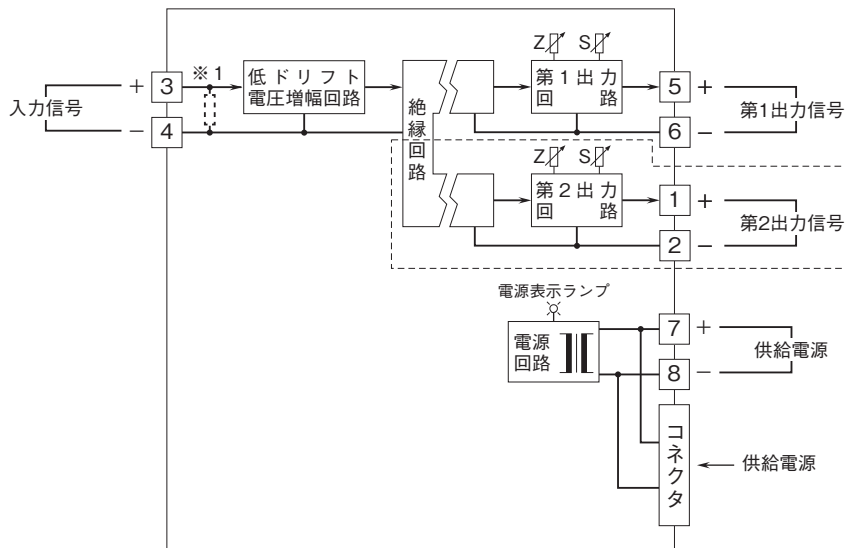 ※1
入力信号
+ 3
− 4
低ドリフト
電圧増幅回路
絶縁回路
Z S
第1出力
回　路
5 +
6 −
第1出力信号
Z S
第2出力
回　路
1 +
2 −
第2出力信号
電源表示ランプ
電源
回路
7 +
8 −
供給電源
コネクタ
供給電源